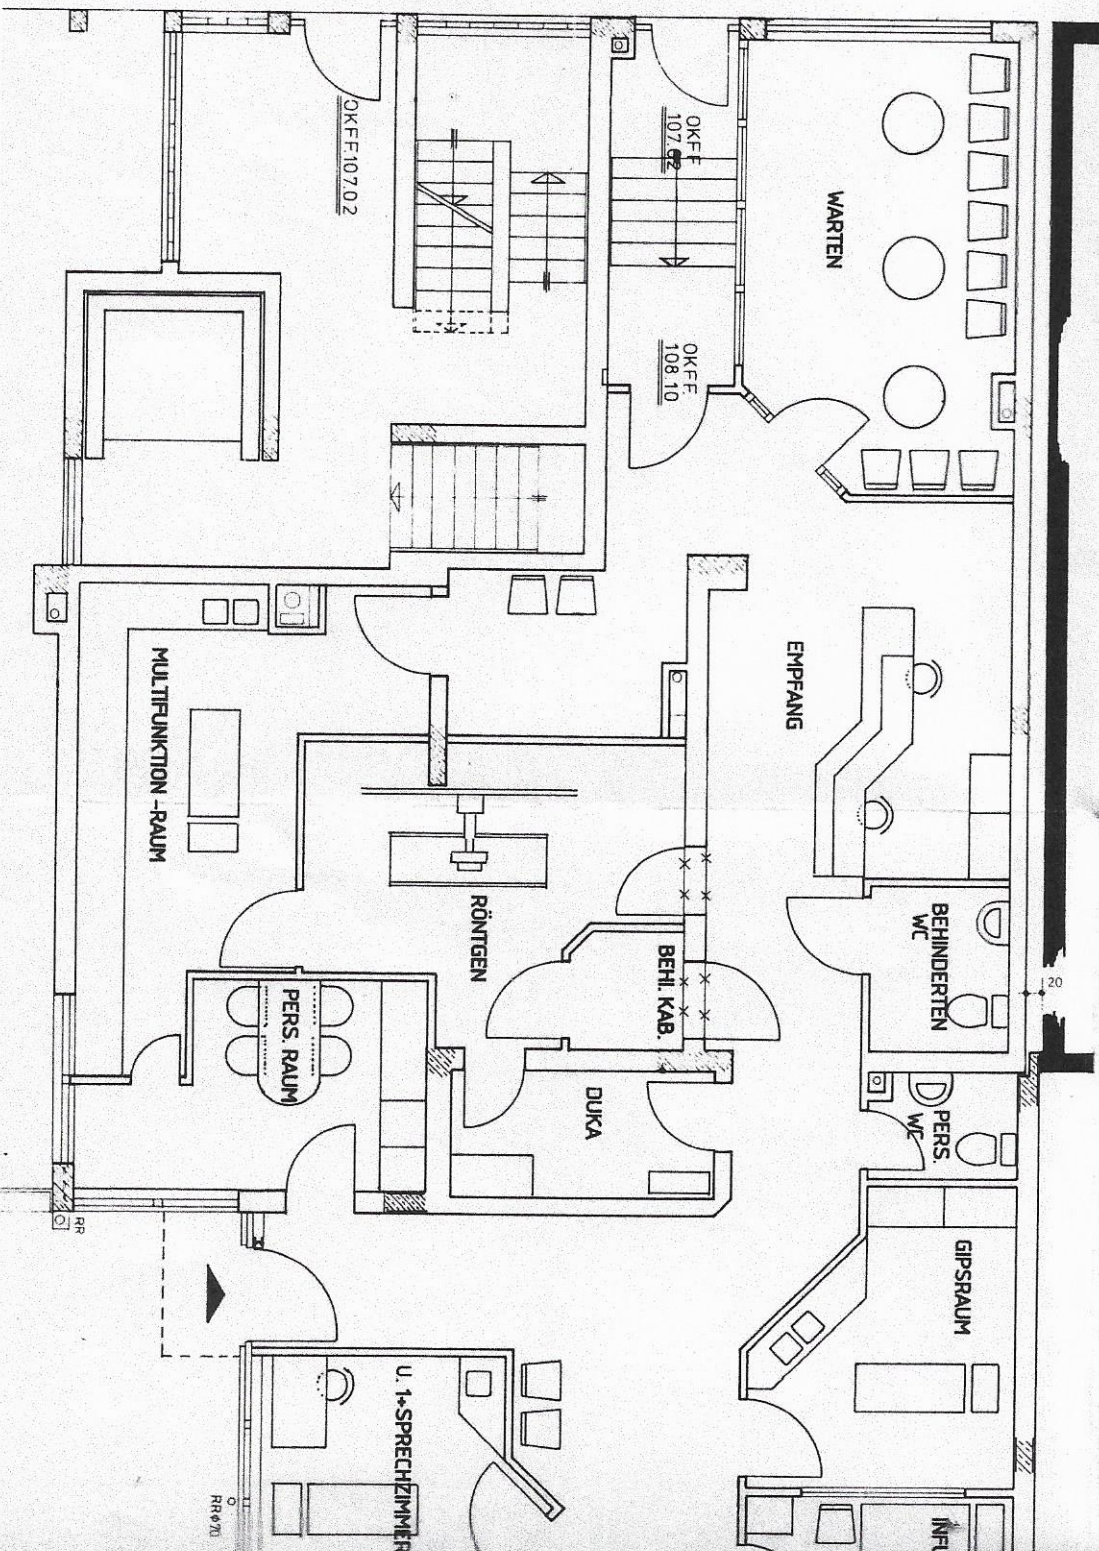 OKFF.107.02
OKFF
107.02
OKFF.
108.10
WARTEN
EMPFANG
MULTIFUNKTION-RAUM
RÖNTGEN
BEHI. KAB.
BEHINDERTEN
WC
20
PERS. RAUM
DUKA
PERS.
WC
RR
GIPSRAUM
U. 1+SPRECHZIMMER
RRϕ70